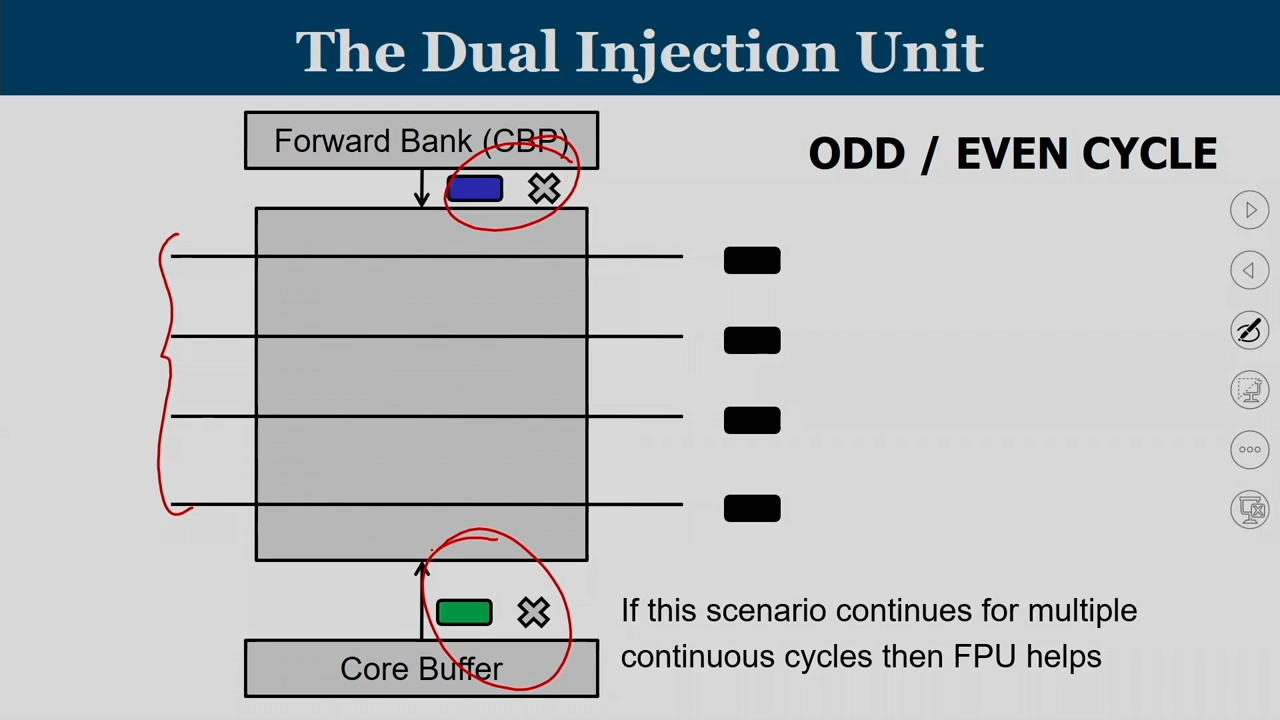 The Dual Injection Unit
Forward Bank (CBP)
ODD / EVEN CYCLE
If this scenario continues for multiple
continuous cycles then FPU helps
Core Buffer